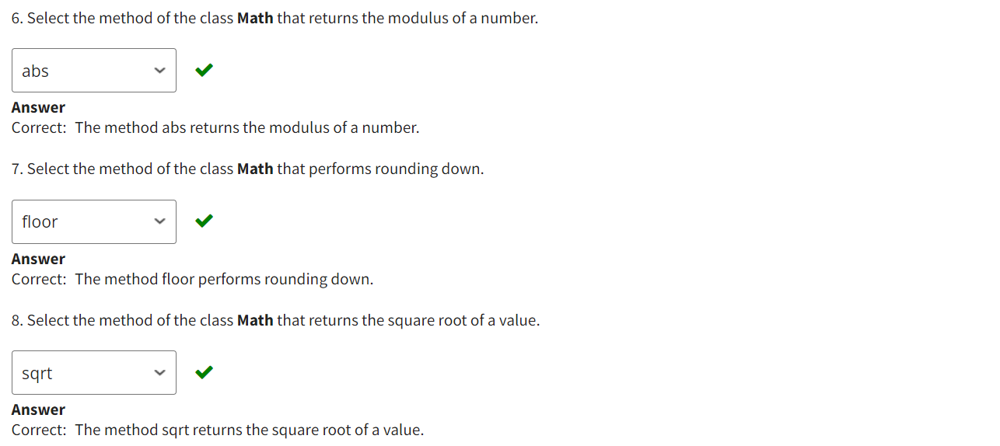 6. Select the method of the class Math that returns the modulus of a number.
abs
Answer
Correct: The method abs returns the modulus of a number.
7. Select the method of the class Math that performs rounding down.
floor
Answer
Correct: The method floor performs rounding down.
8. Select the method of the class Math that returns the square root of a value.
sqrt
Answer
Correct: The method sqrt returns the square root of a value.